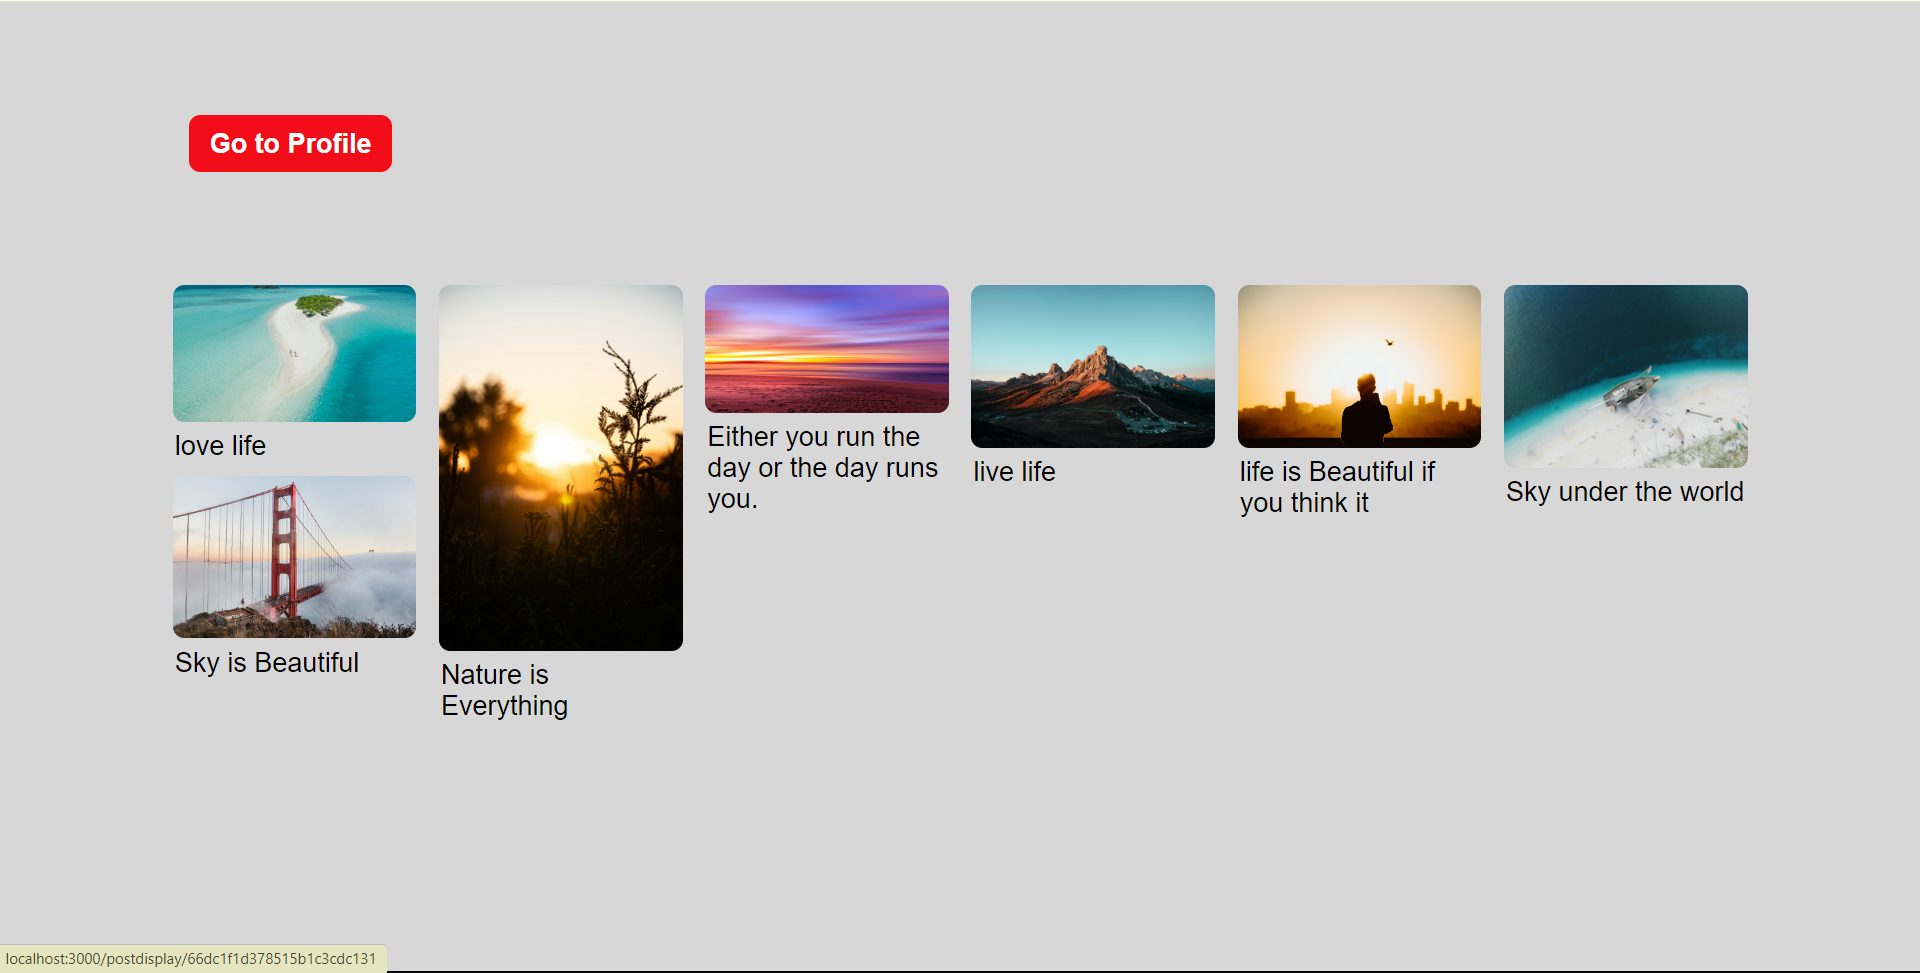 Go to Profile
love life
Sky is Beautiful
Nature is
Everything
Either you run the
day or the day runs
you.
live life
life is Beautiful if
you think it
Sky under the world
localhost:3000/postdisplay/66dc1f1d378515b1c3cdc131